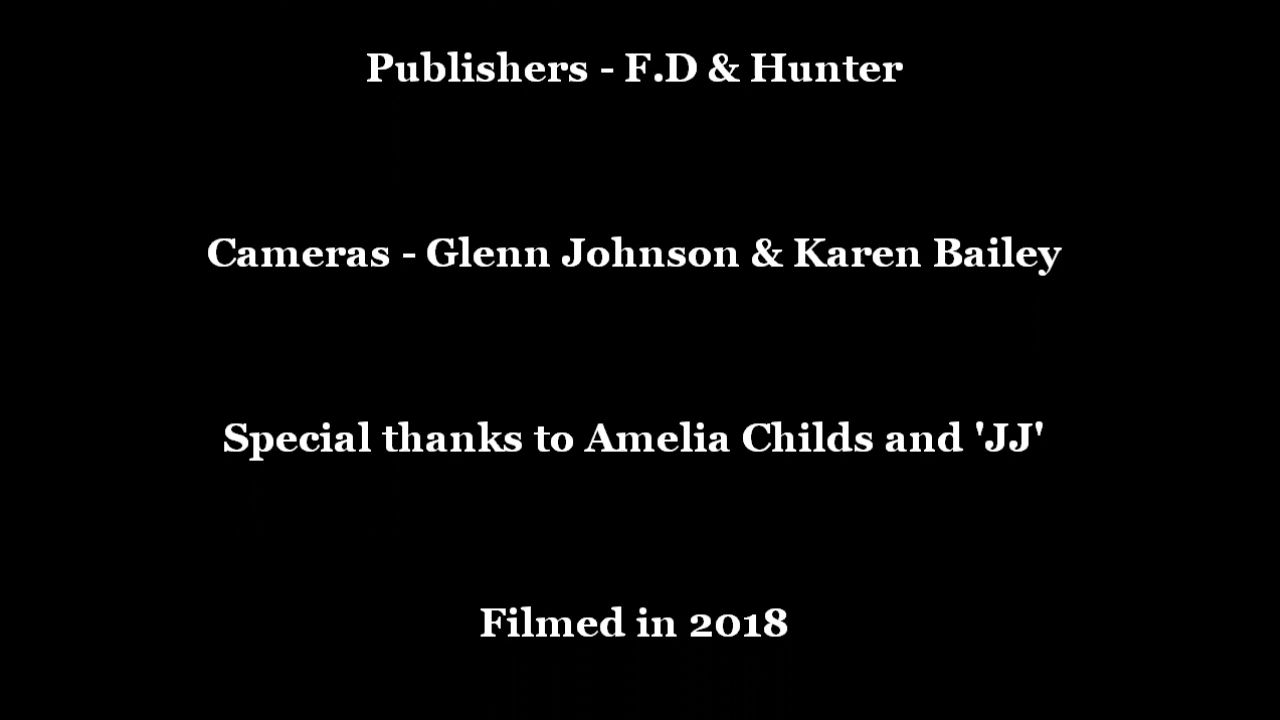 Publishers - F.D & Hunter
Cameras - Glenn Johnson & Karen Bailey
Special thanks to Amelia Childs and 'JJ'
Filmed in 2018